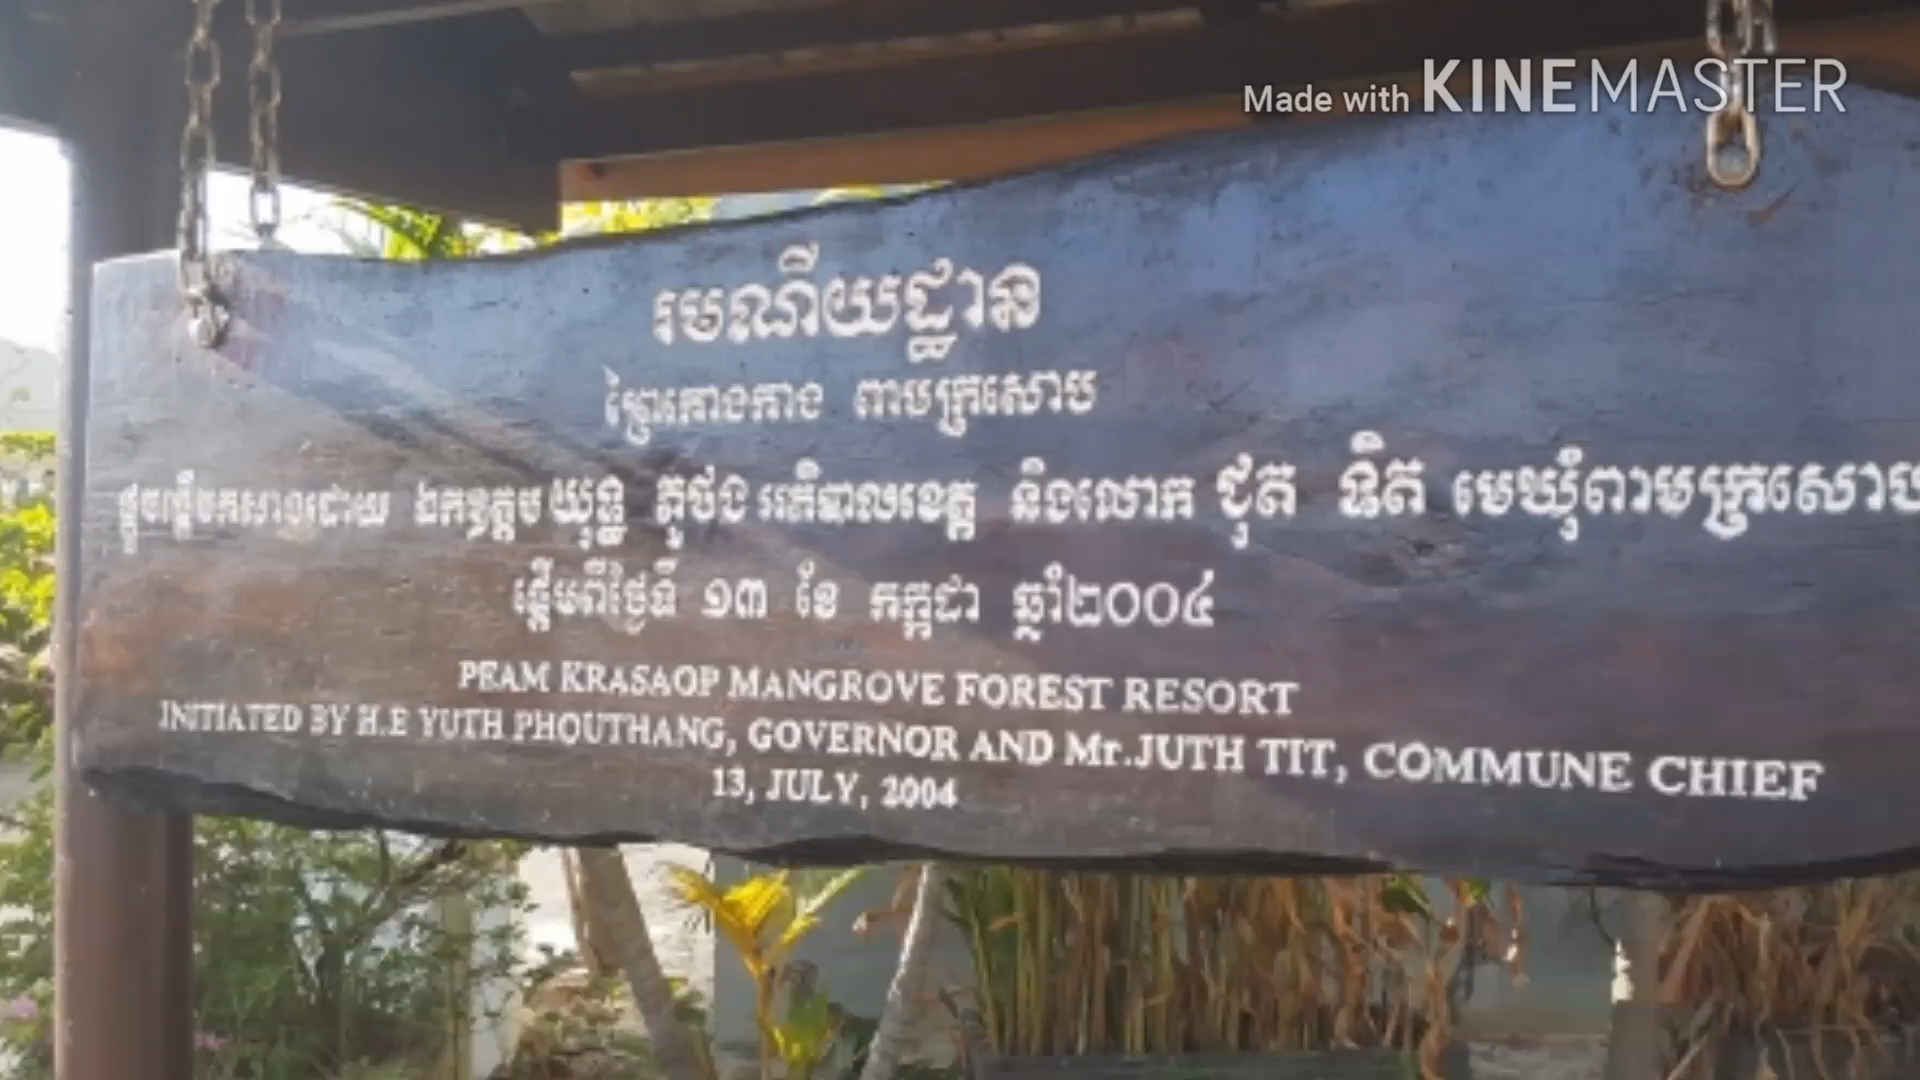 Made with KINEMASTER
រមណីយដ្ឋាន
ព្រៃកោងកាង ពាមក្រសោប
ផ្តួចផ្តើមកសាងដោយ ឯកឧត្តម យុទ្ធ ភូថង អភិបាលខេត្ត និងលោក ជុត ទិត មេឃុំពាមក្រសោប
ផ្តើមពីថ្ងៃទី ១៣ ខែ កក្កដា ឆ្នាំ២០០៤
PEAM KRASAOP MANGROVE FOREST RESORT
INITIATED BY H.E YUTH PHOUTHANG, GOVERNOR AND Mr.JUTH TIT, COMMUNE CHIEF
13, JULY, 2004